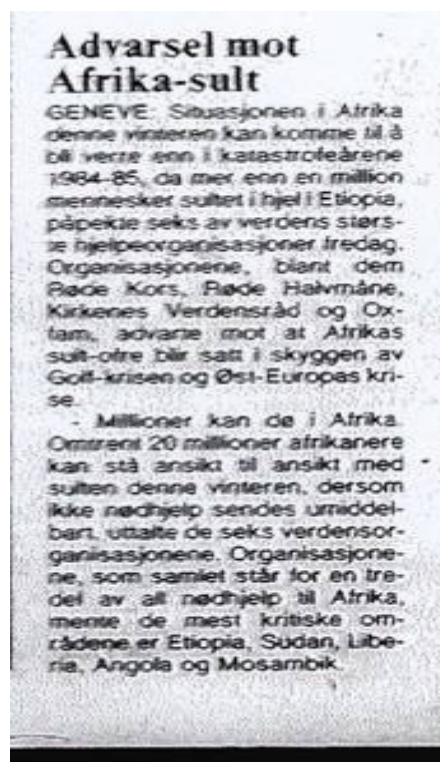 Advarsel mot
Afrika-sult
GENEVE: Situasjonen i Afrika
denne vinteren kan komme til å
bli verre enn i katastrofeårene
1984-85, da mer enn en million
mennesker sultet i hjel i Etiopia,
påpekte seks av verdens størs-
te hjelpeorganisasjoner fredag.
Organisasjonene, blant dem
Røde Kors, Røde Halvmåne,
Kirkenes Verdensråd og Ox-
fam, advarte mot at Afrikas
sult-ofre blir satt i skyggen av
Golf-krisen og Øst-Europas kri-
se.
- Millioner kan dø i Afrika.
Omtrent 20 millioner afrikanere
kan stå ansikt til ansikt med
sulten denne vinteren, dersom
ikke nødhjelp sendes umiddel-
bart, uttalte de seks verdensor-
ganisasjonene. Organisasjone-
ne, som samlet står for en tre-
del av all nødhjelp til Afrika,
mente de mest kritiske om-
rådene er Etiopia, Sudan, Libe-
ria, Angola og Mosambik.